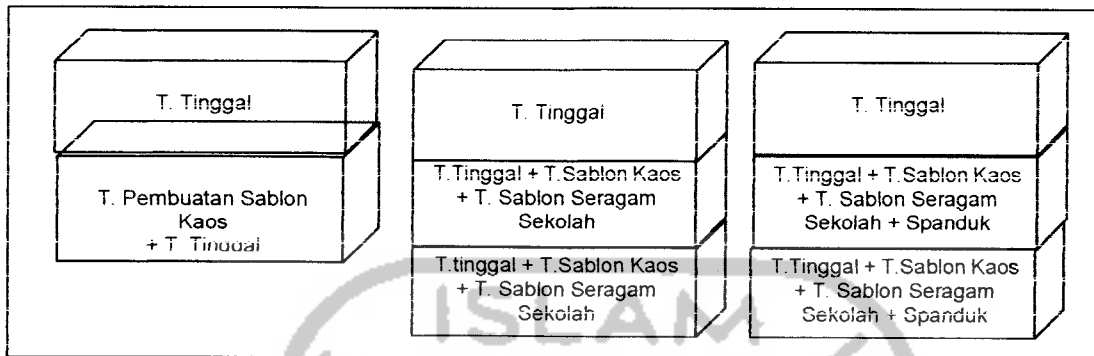 T. Tinggal
T. Pembuatan Sablon
Kaos
+ T. Tinggal
T. Tinggal
T.Tinggal + T.Sablon Kaos
+ T. Sablon Seragam
Sekolah
T.tinggal + T.Sablon Kaos
+ T. Sablon Seragam
Sekolah
T. Tinggal
T.Tinggal + T.Sablon Kaos
+ T. Sablon Seragam
Sekolah + Spanduk
T.Tinggal + T.Sablon Kaos
+ T. Sablon Seragam
Sekolah + Spanduk
ISLAM